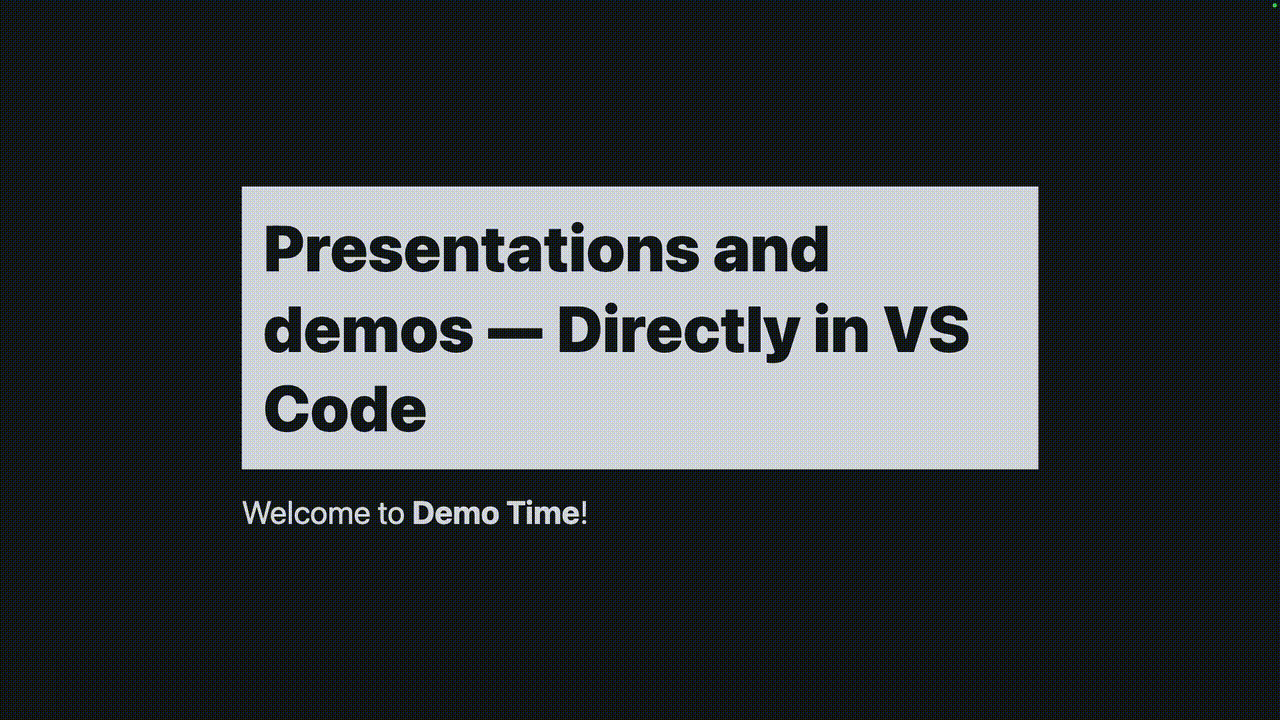 Presentations and
demos — Directly in VS
Code
Welcome to Demo Time!